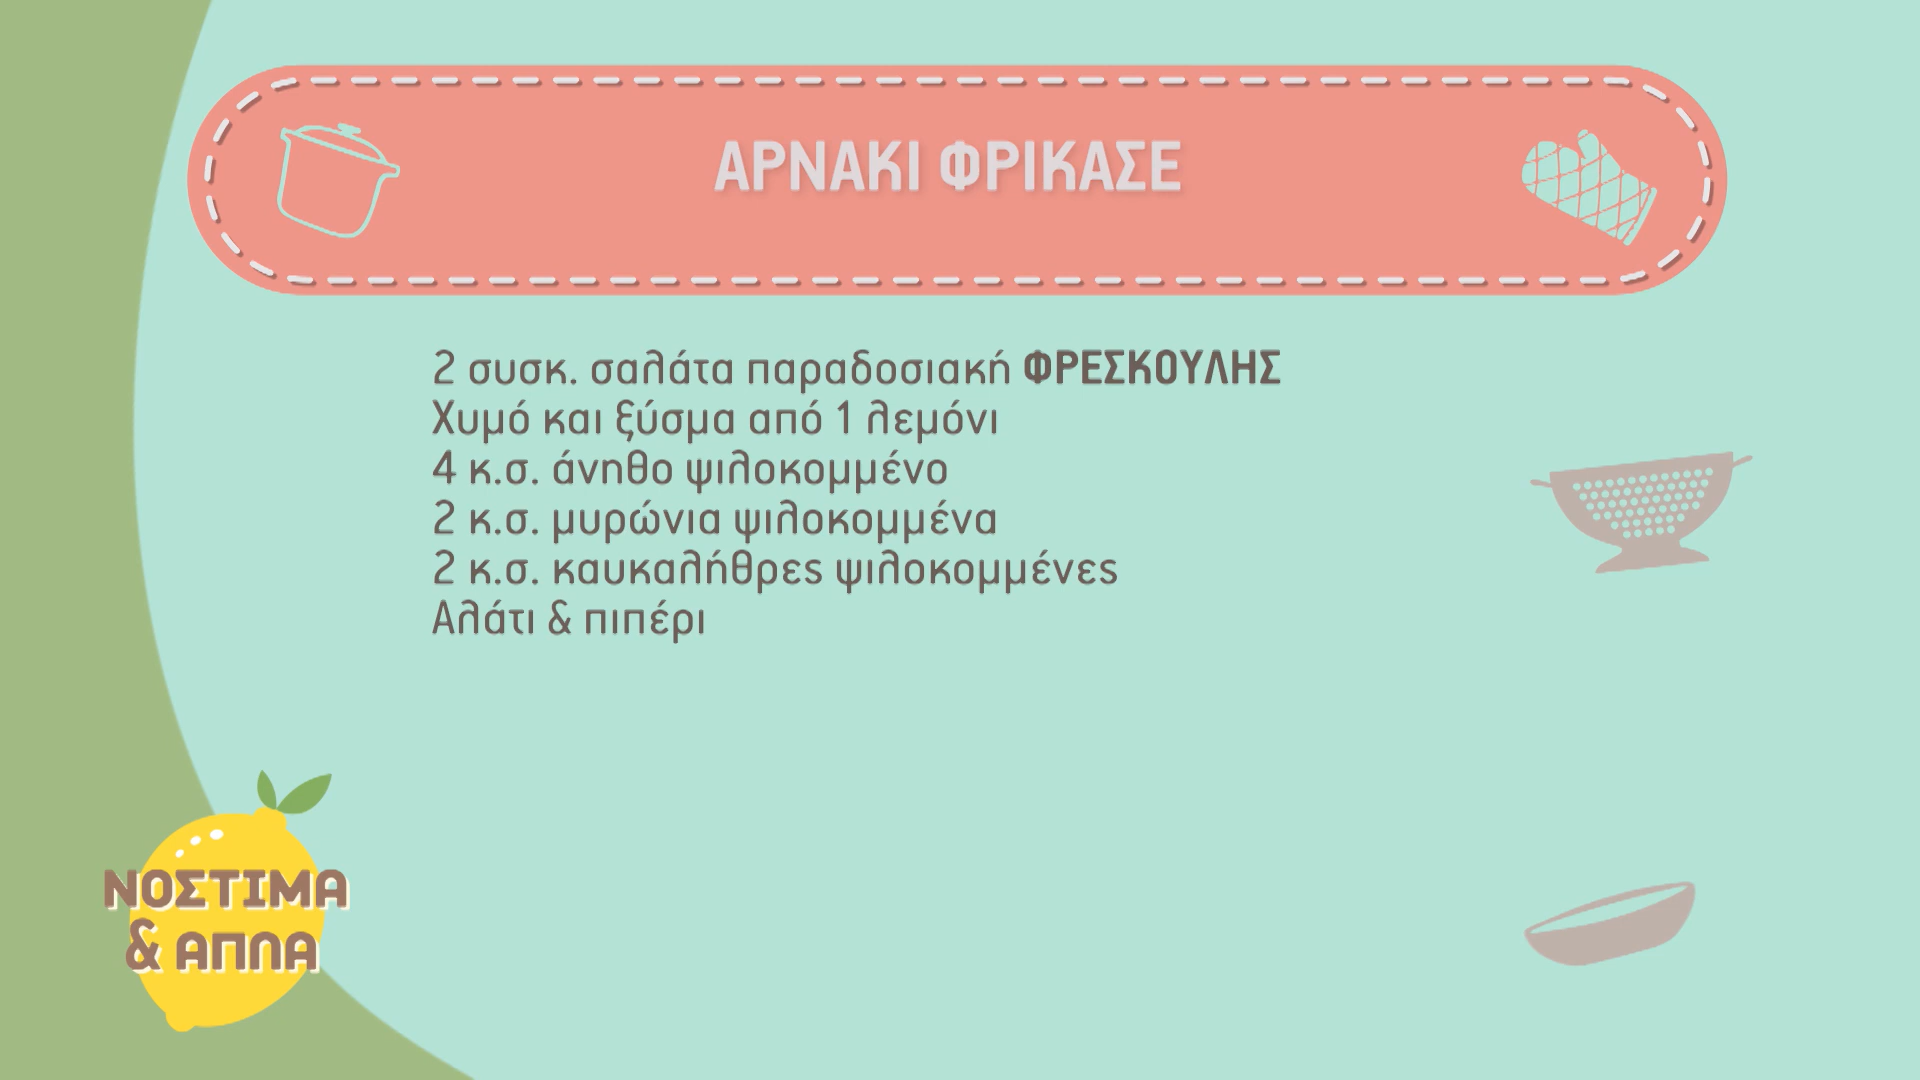 ΑΡΝΑΚΙ ΦΡΙΚΑΣΕ
2 συσκ. σαλάτα παραδοσιακή ΦΡΕΣΚΟΥΛΗΣ
Χυμό και ξύσμα από 1 λεμόνι
4 κ.σ. άνηθο ψιλοκομμένο
2 κ.σ. μυρώνια ψιλοκομμένα
2 κ.σ. καυκαλήθρες ψιλοκομμένες
Αλάτι & πιπέρι
ΝΟΣΤΙΜΑ
& ΑΠΛΑ